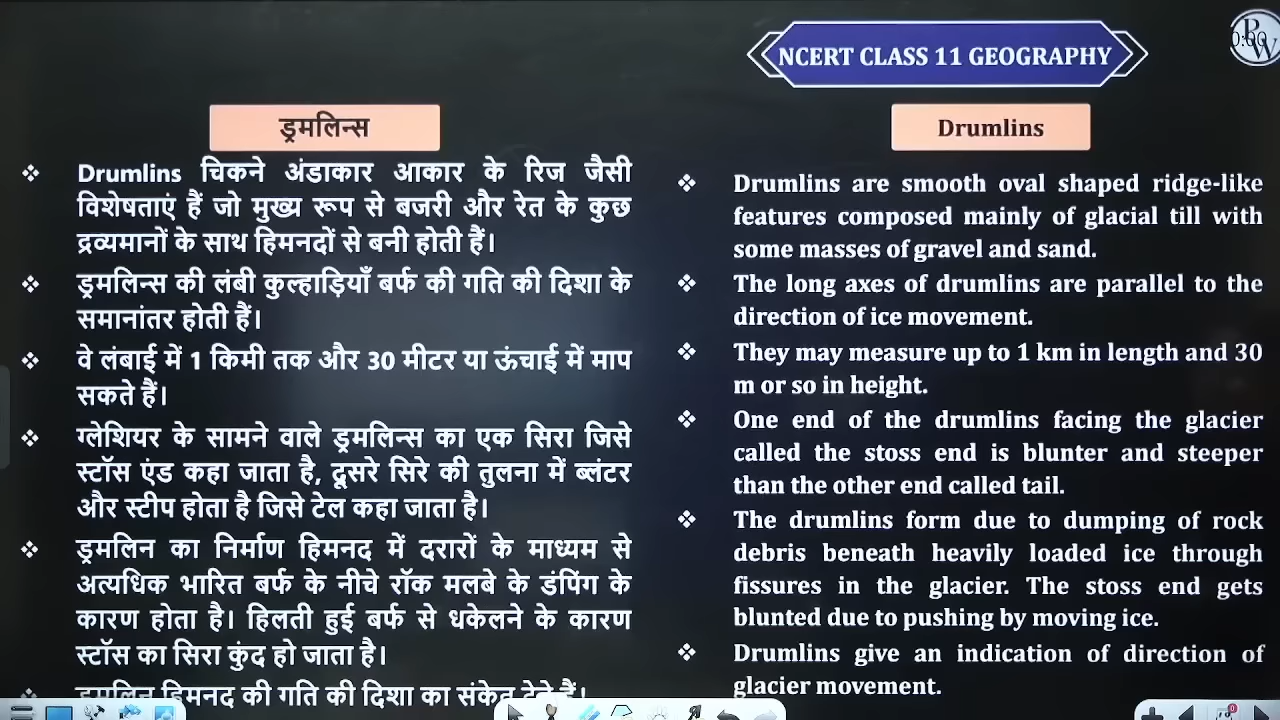 NCERT CLASS 11 GEOGRAPHY
ड्रमलिन्स
Drumlins चिकने अंडाकार आकार के रिज जैसी
विशेषताएं हैं जो मुख्य रूप से बजरी और रेत के कुछ
द्रव्यमानों के साथ हिमनदों से बनी होती हैं।
ड्रमलिन्स की लंबी कुल्हाड़ियाँ बर्फ की गति की दिशा के
समानांतर होती हैं।
वे लंबाई में 1 किमी तक और 30 मीटर या ऊंचाई में माप
सकते हैं।
ग्लेशियर के सामने वाले ड्रमलिन्स का एक सिरा जिसे
स्टॉस एंड कहा जाता है, दूसरे सिरे की तुलना में ब्लंटर
और स्टीप होता है जिसे टेल कहा जाता है।
ड्रमलिन का निर्माण हिमनद में दरारों के माध्यम से
अत्यधिक भारित बर्फ के नीचे रॉक मलबे के डंपिंग के
कारण होता है। हिलती हुई बर्फ से धकेलने के कारण
स्टॉस का सिरा कुंद हो जाता है।
ड्रमलिन हिमनद की गति की दिशा का संकेत देते हैं।
Drumlins
Drumlins are smooth oval shaped ridge-like
features composed mainly of glacial till with
some masses of gravel and sand.
The long axes of drumlins are parallel to the
direction of ice movement.
They may measure up to 1 km in length and 30
m or so in height.
One end of the drumlins facing the glacier
called the stoss end is blunter and steeper
than the other end called tail.
The drumlins form due to dumping of rock
debris beneath heavily loaded ice through
fissures in the glacier. The stoss end gets
blunted due to pushing by moving ice.
Drumlins give an indication of direction of
glacier movement.